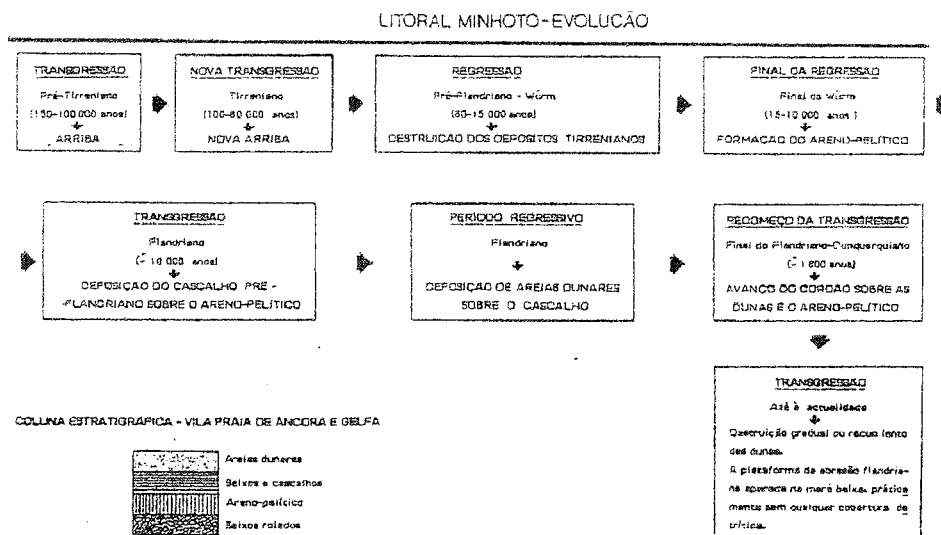 LITORAL MINHOTO-EVOLUCÃO
TRANSGRESSÃO
Pré-Tirreniano
(150-100 000 anos)
ARRIBA
NOVA TRANSGRESSÃO
Tirreniano
(100-80 000 anos)
NOVA ARRIBA
REGRESSÃO
Pré-Flandriano - Würm
(80-15 000 anos)
DESTRUIÇÃO DOS DEPOSITOS TIRRENIANOS
FINAL DA REGRESSÃO
Final do Würm
(15-10 000 anos)
FORMAÇÃO DO ARENO-PELÍTICO
TRANSGRESSÃO
Flandriano
(± 10 000 anos)
DEPOSIÇÃO DO CASCALHO PRÉ -
-FLANDRIANO SOBRE O ARENO-PELÍTICO
PERÍODO REGRESSIVO
Flandriano
DEPOSIÇÃO DE AREIAS DUNARES
SOBRE O CASCALHO
RECOMEÇO DA TRANSGRESSÃO
Final do Flandriano-Dunquerquiano
(± 1 800 anos)
AVANÇO DO CORDÃO SOBRE AS
DUNAS E O ARENO-PELÍTICO
TRANSGRESSÃO
Até à actualidade
Destruição gradual ou recuo lento
das dunas.
A plataforma de abrasão flandria-
na aparece na maré baixa, prática
mente sem qualquer cobertura de
trítica.
COLUNA ESTRATIGRÁFICA - VILA PRAIA DE ÂNCORA E GELFA
Areias dunares
Seixos e cascalhos
Areno-pelítico
Seixos rolados